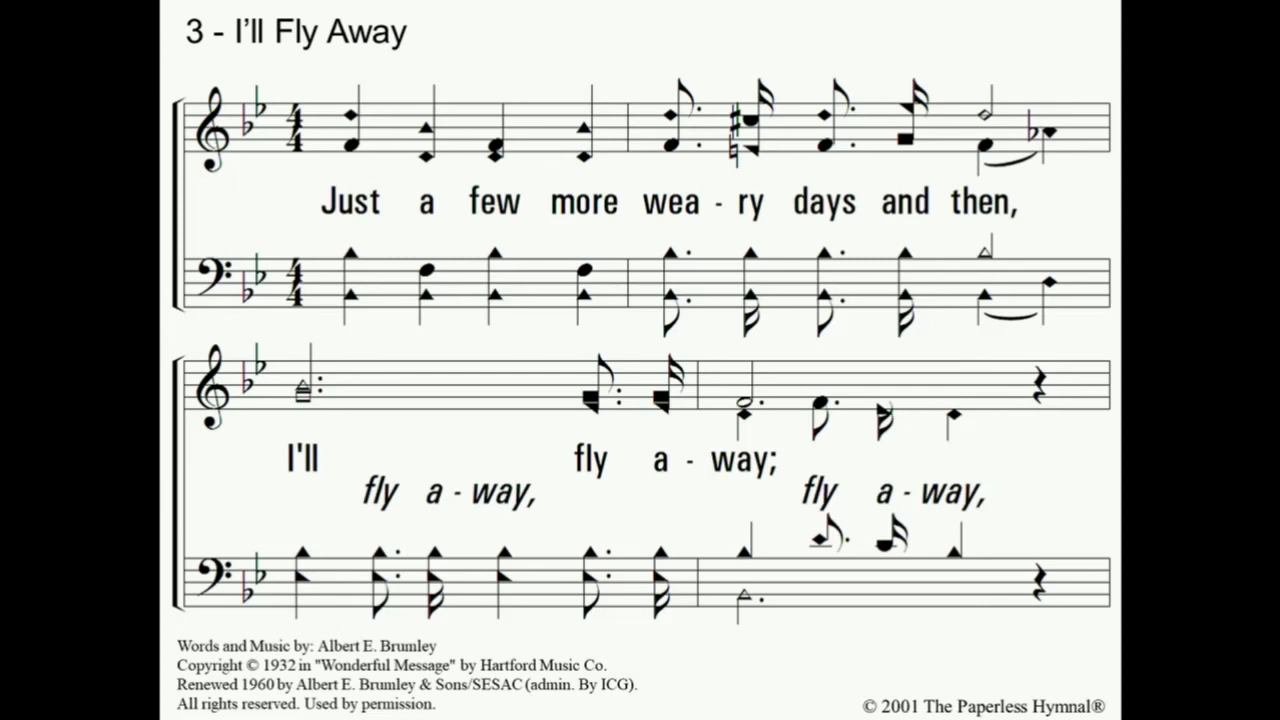 3 - I'll Fly Away
Just a few more wea - ry days and then,
I'll fly a - way;
fly a - way, fly a - way,
Words and Music by: Albert E. Brumley
Copyright © 1932 in "Wonderful Message" by Hartford Music Co.
Renewed 1960 by Albert E. Brumley & Sons/SESAC (admin. By ICG).
All rights reserved. Used by permission.
© 2001 The Paperless Hymnal®